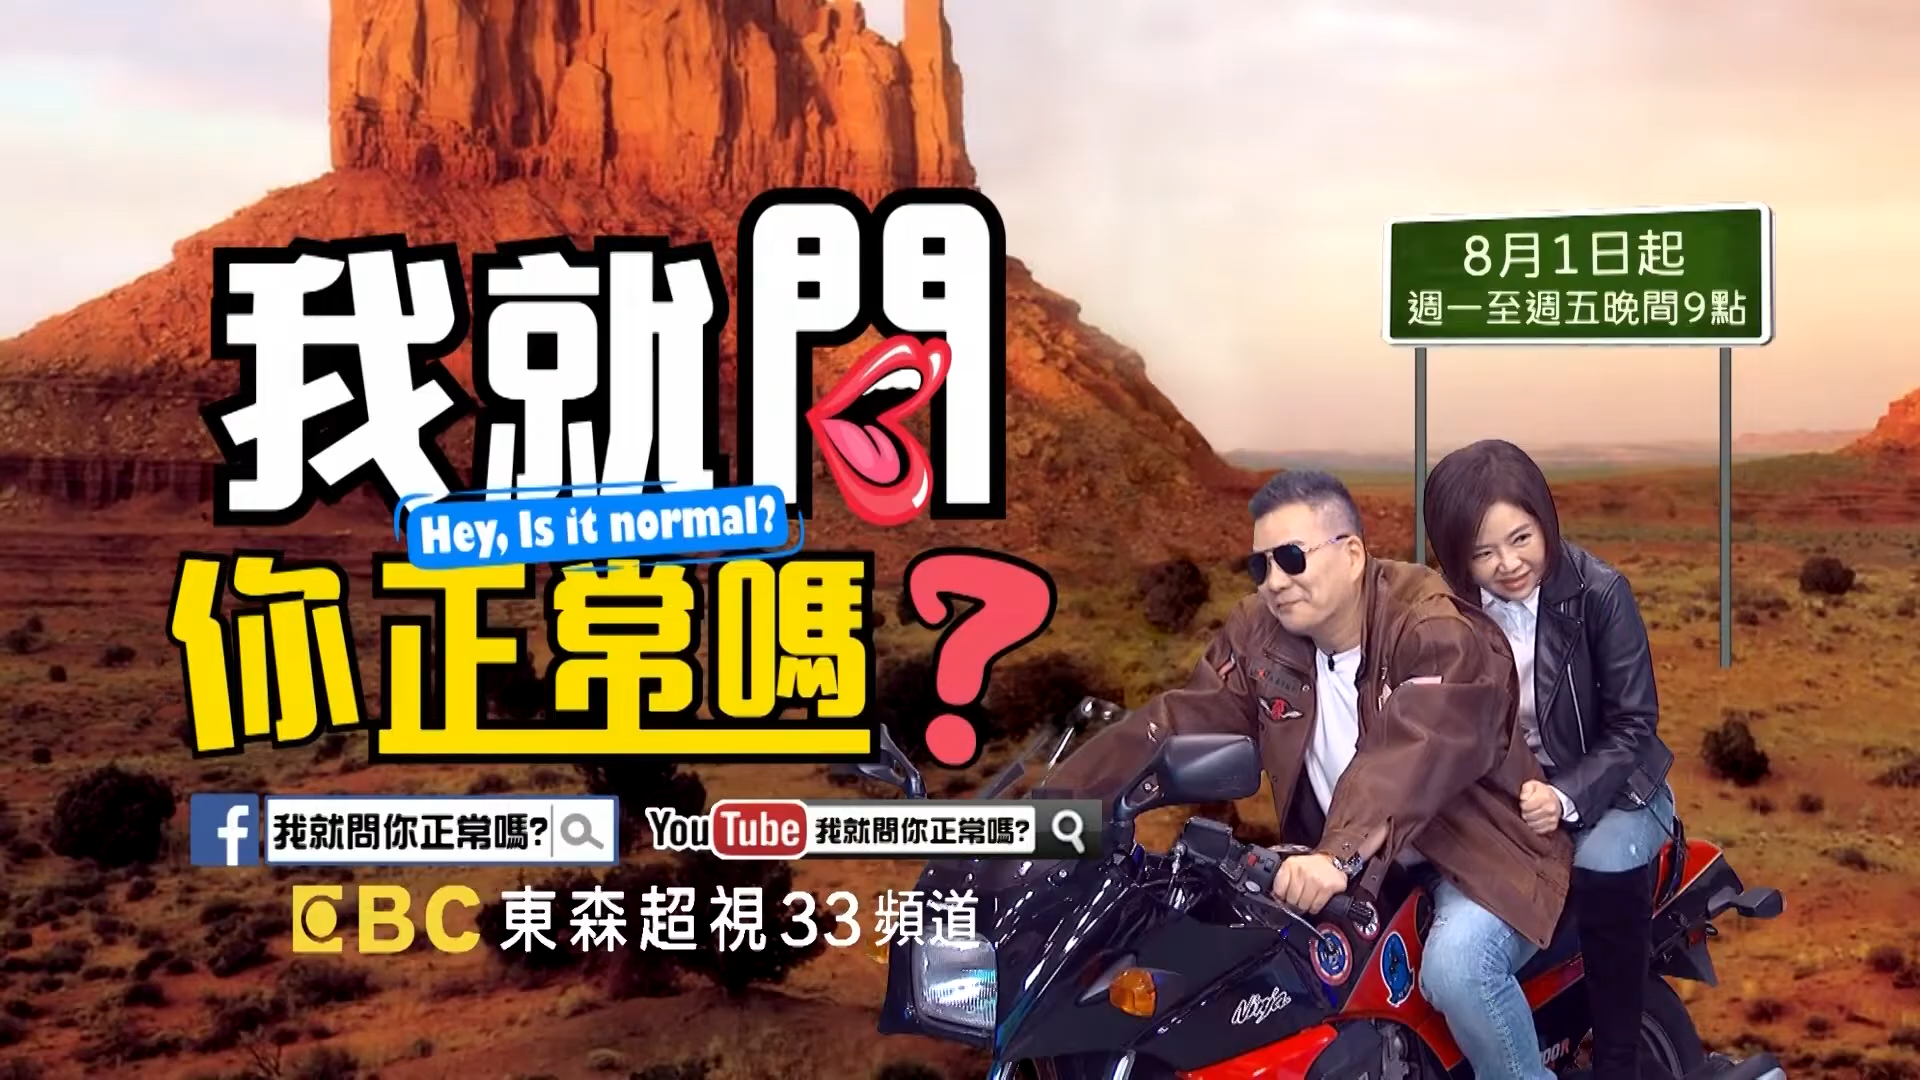 我就問
Hey, Is it normal?
你正常嗎?
8月1日起
週一至週五晚間9點
f 我就問你正常嗎?
YouTube 我就問你正常嗎?
EBC 東森超視33頻道
Ninja